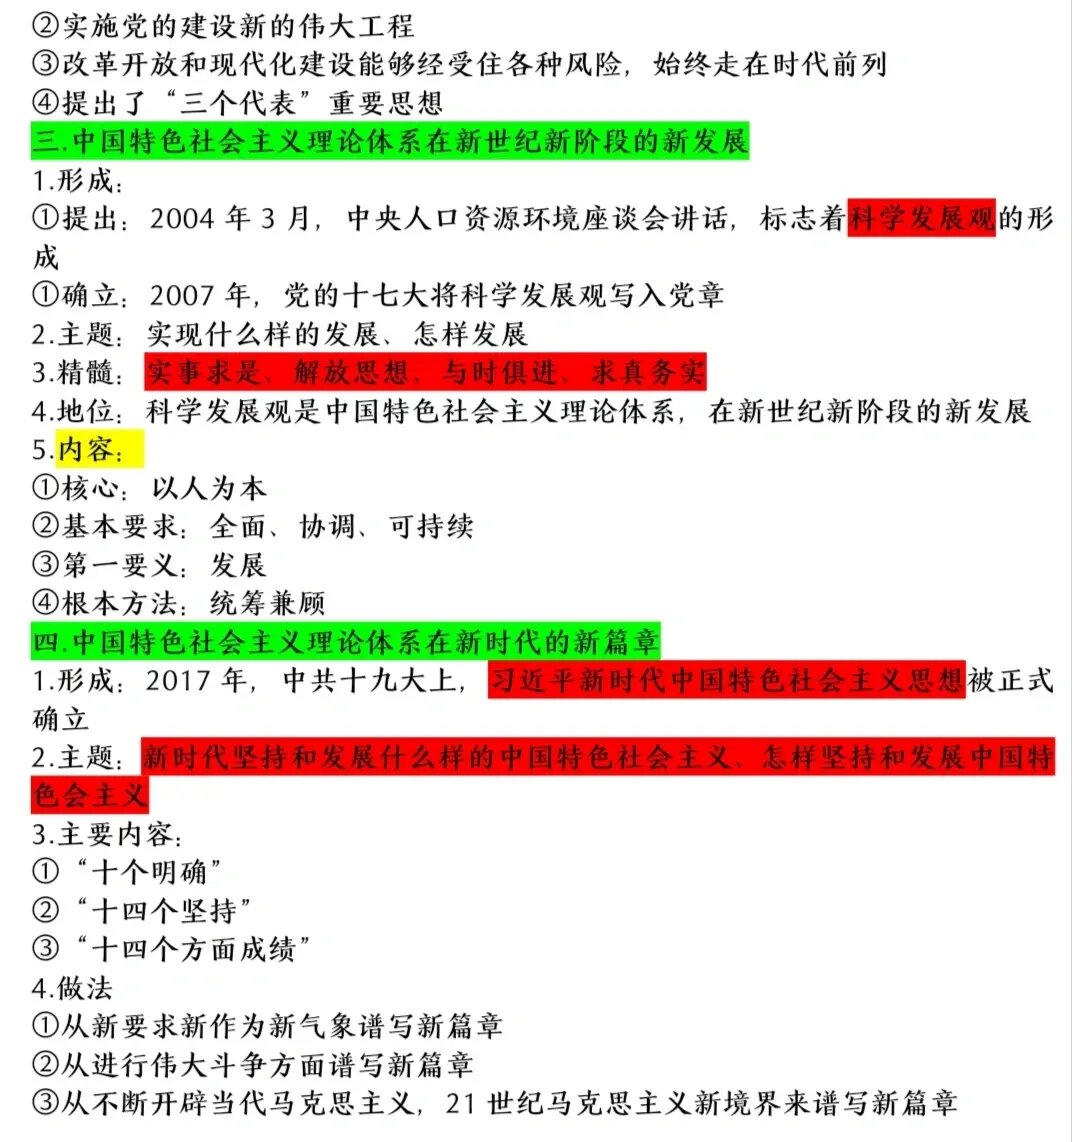 ②实施党的建设新的伟大工程
③改革开放和现代化建设能够经受住各种风险，始终走在时代前列
④提出了“三个代表”重要思想
三.中国特色社会主义理论体系在新世纪新阶段的新发展
1.形成：
①提出：2004 年 3 月，中央人口资源环境座谈会讲话，标志着科学发展观的形
成
①确立：2007 年，党的十七大将科学发展观写入党章
2.主题：实现什么样的发展、怎样发展
3.精髓：实事求是、解放思想、与时俱进、求真务实
4.地位：科学发展观是中国特色社会主义理论体系，在新世纪新阶段的新发展
5.内容：
①核心：以人为本
②基本要求：全面、协调、可持续
③第一要义：发展
④根本方法：统筹兼顾
四.中国特色社会主义理论体系在新时代的新篇章
1.形成：2017 年，中共十九大上，习近平新时代中国特色社会主义思想被正式
确立
2.主题：新时代坚持和发展什么样的中国特色社会主义、怎样坚持和发展中国特
色会主义
3.主要内容：
①“十个明确”
②“十四个坚持”
③“十四个方面成绩”
4.做法
①从新要求新作为新气象谱写新篇章
②从进行伟大斗争方面谱写新篇章
③从不断开辟当代马克思主义，21 世纪马克思主义新境界来谱写新篇章